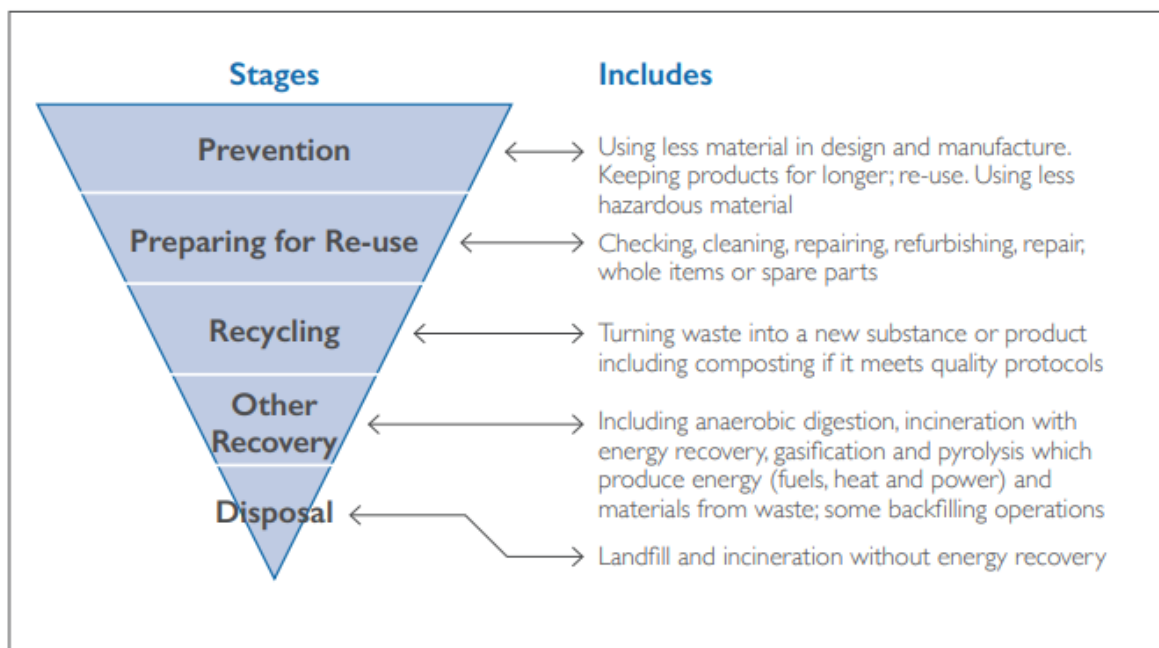 Stages
Includes
Prevention
Using less material in design and manufacture.
Keeping products for longer; re-use. Using less
hazardous material
Preparing for Re-use
Checking, cleaning, repairing, refurbishing, repair,
whole items or spare parts
Recycling
Turning waste into a new substance or product
including composting if it meets quality protocols
Other
Recovery
Including anaerobic digestion, incineration with
energy recovery, gasification and pyrolysis which
produce energy (fuels, heat and power) and
materials from waste; some backfilling operations
Disposal
Landfill and incineration without energy recovery